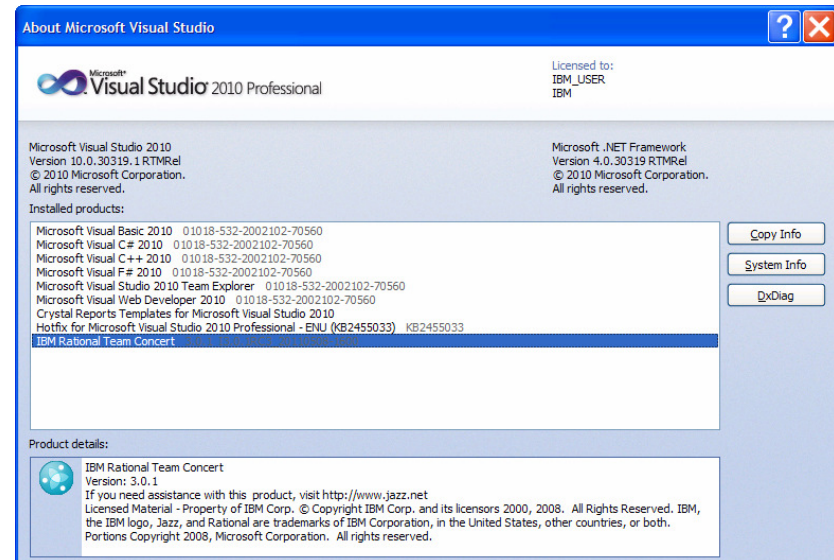 About Microsoft Visual Studio
Microsoft®
Visual Studio® 2010 Professional
Licensed to:
IBM_USER
IBM
Microsoft Visual Studio 2010
Version 10.0.30319.1 RTMRel
© 2010 Microsoft Corporation.
All rights reserved.
Microsoft .NET Framework
Version 4.0.30319 RTMRel
© 2010 Microsoft Corporation.
All rights reserved.
Installed products:
Microsoft Visual Basic 2010 01018-532-2002102-70560
Microsoft Visual C# 2010 01018-532-2002102-70560
Microsoft Visual C++ 2010 01018-532-2002102-70560
Microsoft Visual F# 2010 01018-532-2002102-70560
Microsoft Visual Studio 2010 Team Explorer 01018-532-2002102-70560
Microsoft Visual Web Developer 2010 01018-532-2002102-70560
Crystal Reports Templates for Microsoft Visual Studio 2010
Hotfix for Microsoft Visual Studio 2010 Professional - ENU (KB2455033) KB2455033
IBM Rational Team Concert
Copy Info
System Info
DxDiag
Product details:
IBM Rational Team Concert
Version: 3.0.1
If you need assistance with this product, visit http://www.jazz.net
Licensed Material - Property of IBM Corp. © Copyright IBM Corp. and its licensors 2000, 2008. All Rights Reserved. IBM,
the IBM logo, Jazz, and Rational are trademarks of IBM Corporation, in the United States, other countries, or both.
Portions Copyright 2008, Microsoft Corporation. All rights reserved.